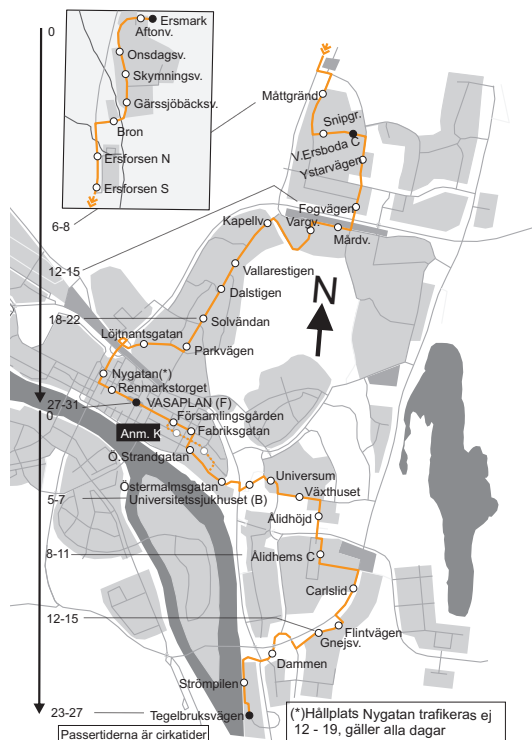 0
Ersmark
Aftonv.
Onsdagsv.
Skymningsv.
Gärssjöbäcksv.
Bron
Ersforsen N
Ersforsen S
Måttgränd
Snipgr.
V.Ersboda C
Ystarvägen
Fogvägen
6-8
Kapellv.
Vargv.
Mårdv.
12-15
Vallarestigen
Dalstigen
N
18-22
Solvändan
Löjtnantsgatan
Parkvägen
Nygatan(*)
Renmarkstorget
27-31
VASAPLAN (F)
0
Församlingsgården
Anm. K
Fabriksgatan
Ö.Strandgatan
Östermalmsgatan
Universum
5-7
Universitetssjukhuset (B)
Växthuset
Ålidhöjd
8-11
Ålidhems C
Carlslid
12-15
Flintvägen
Gnejsv.
Dammen
Strömpilen
23-27
Tegelbruksvägen
(*)Hållplats Nygatan trafikeras ej
12 - 19, gäller alla dagar
Passertiderna är cirkatider